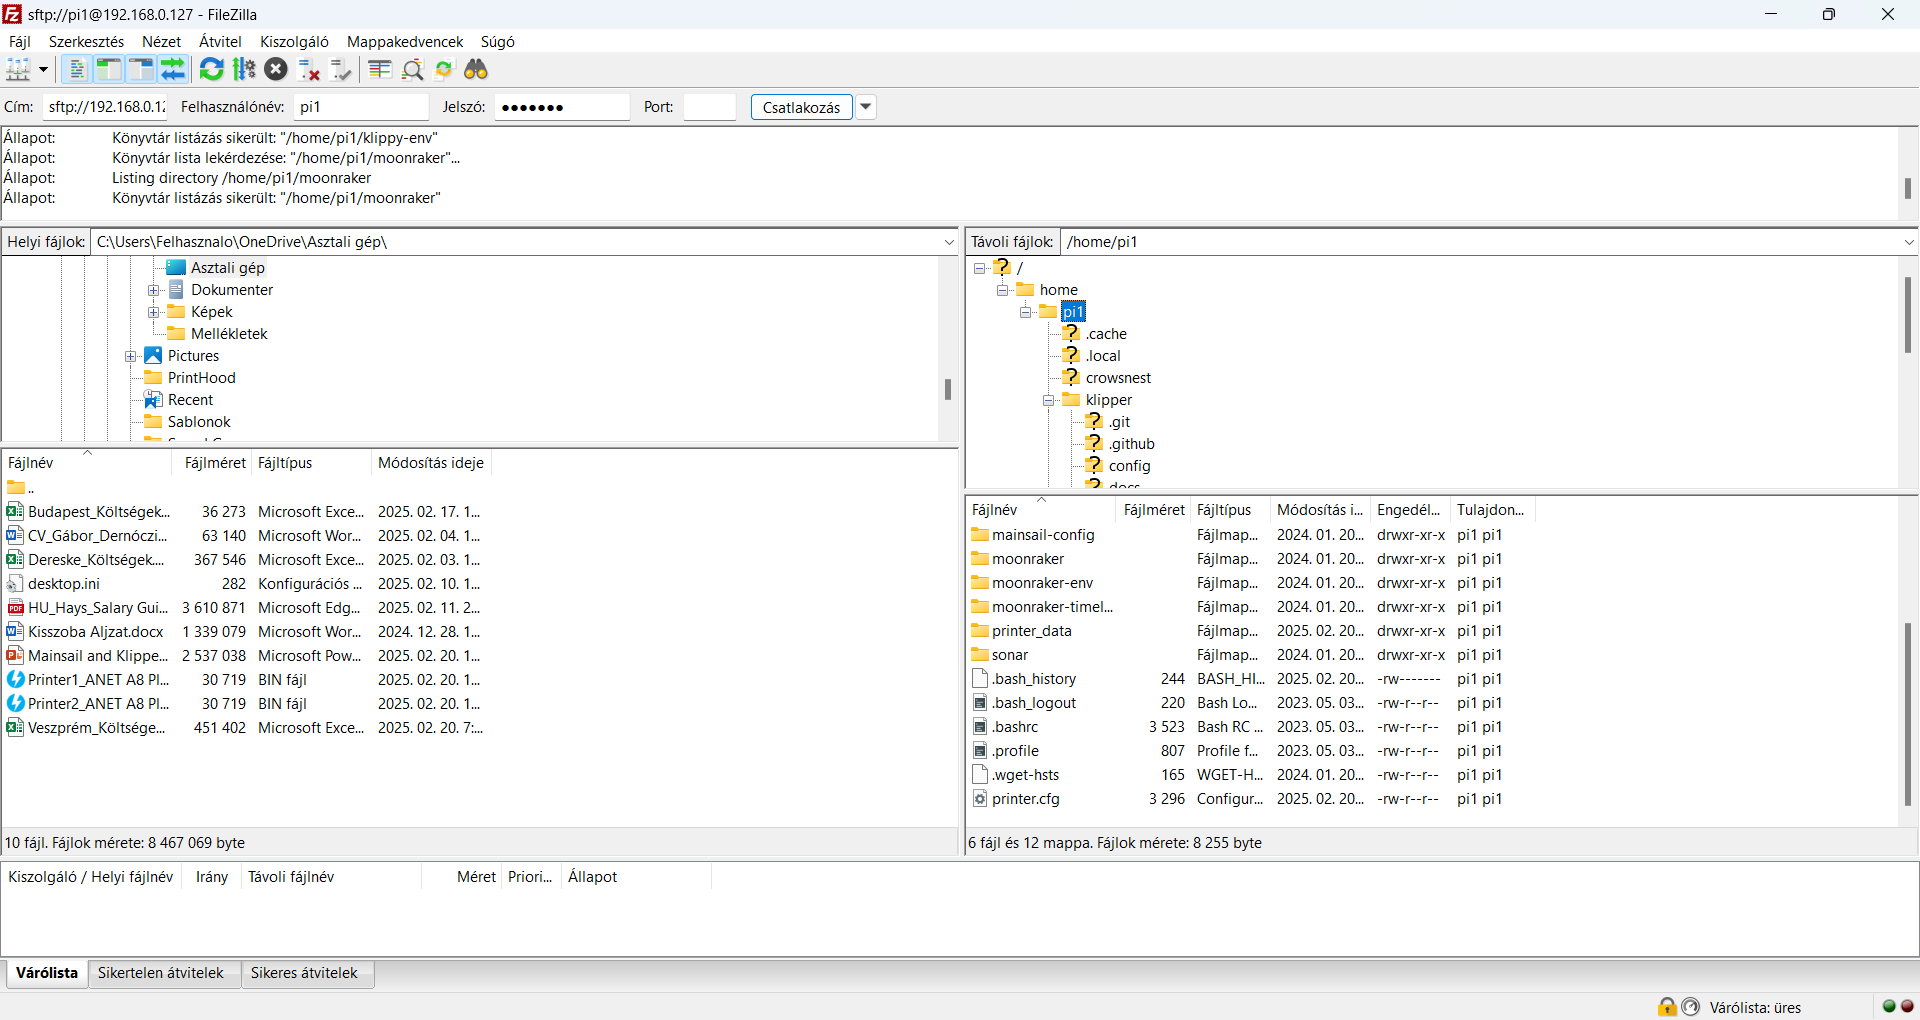 sftp://pi1@192.168.0.127 - FileZilla
Fájl Szerkesztés Nézet Átvitel Kiszolgáló Mappakedvencek Súgó
Cím: sftp://192.168.0.12 Felhasználónév: pi1 Jelszó: ●●●●●●● Port: Csatlakozás
Állapot: Könyvtár listázás sikerült: "/home/pi1/klippy-env"
Állapot: Könyvtár lista lekérdezése: "/home/pi1/moonraker"...
Állapot: Listing directory /home/pi1/moonraker
Állapot: Könyvtár listázás sikerült: "/home/pi1/moonraker"
Helyi fájlok: C:\Users\Felhasznalo\OneDrive\Asztali gép\
Asztali gép
Dokumenter
Képek
Mellékletek
Pictures
PrintHood
Recent
Sablonok
Fájlnév Fájlméret Fájltípus Módosítás ideje
..
Budapest_Költségek... 36 273 Microsoft Exce... 2025. 02. 17. 1...
CV_Gábor_Dernóczi... 63 140 Microsoft Wor... 2025. 02. 04. 1...
Dereske_Költségek.... 367 546 Microsoft Exce... 2025. 02. 03. 1...
desktop.ini 282 Konfigurációs ... 2025. 02. 10. 1...
HU_Hays_Salary Gui... 3 610 871 Microsoft Edg... 2025. 02. 11. 2...
Kisszoba Aljzat.docx 1 339 079 Microsoft Wor... 2024. 12. 28. 1...
Mainsail and Klippe... 2 537 038 Microsoft Pow... 2025. 02. 20. 1...
Printer1_ANET A8 Pl... 30 719 BIN fájl 2025. 02. 20. 1...
Printer2_ANET A8 Pl... 30 719 BIN fájl 2025. 02. 20. 1...
Veszprém_Költsége... 451 402 Microsoft Exce... 2025. 02. 20. 7:...
10 fájl. Fájlok mérete: 8 467 069 byte
Távoli fájlok: /home/pi1
/
home
pi1
.cache
.local
crowsnest
klipper
.git
.github
config
docs
Fájlnév Fájlméret Fájltípus Módosítás i... Engedél... Tulajdon...
mainsail-config Fájlmap... 2024. 01. 20... drwxr-xr-x pi1 pi1
moonraker Fájlmap... 2024. 01. 20... drwxr-xr-x pi1 pi1
moonraker-env Fájlmap... 2024. 01. 20... drwxr-xr-x pi1 pi1
moonraker-timel... Fájlmap... 2024. 01. 20... drwxr-xr-x pi1 pi1
printer_data Fájlmap... 2025. 02. 20... drwxr-xr-x pi1 pi1
sonar Fájlmap... 2024. 01. 20... drwxr-xr-x pi1 pi1
.bash_history 244 BASH_HI... 2025. 02. 20... -rw------- pi1 pi1
.bash_logout 220 Bash Lo... 2023. 05. 03... -rw-r--r-- pi1 pi1
.bashrc 3 523 Bash RC ... 2023. 05. 03... -rw-r--r-- pi1 pi1
.profile 807 Profile f... 2023. 05. 03... -rw-r--r-- pi1 pi1
.wget-hsts 165 WGET-H... 2024. 01. 20... -rw-r--r-- pi1 pi1
printer.cfg 3 296 Configur... 2025. 02. 20... -rw-r--r-- pi1 pi1
6 fájl és 12 mappa. Fájlok mérete: 8 255 byte
Kiszolgáló / Helyi fájlnév Irány Távoli fájlnév Méret Priori... Állapot
Várólista Sikertelen átvitelek Sikeres átvitelek
Várólista: üres